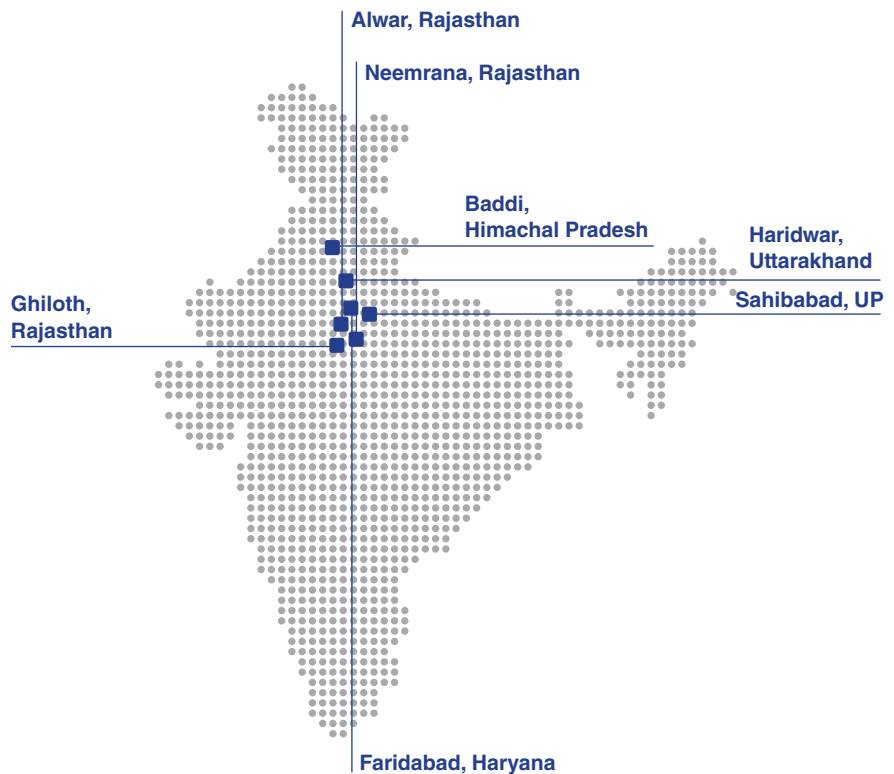 Alwar, Rajasthan
Neemrana, Rajasthan
Baddi,
Himachal Pradesh
Haridwar,
Uttarakhand
Sahibabad, UP
Ghiloth,
Rajasthan
Faridabad, Haryana